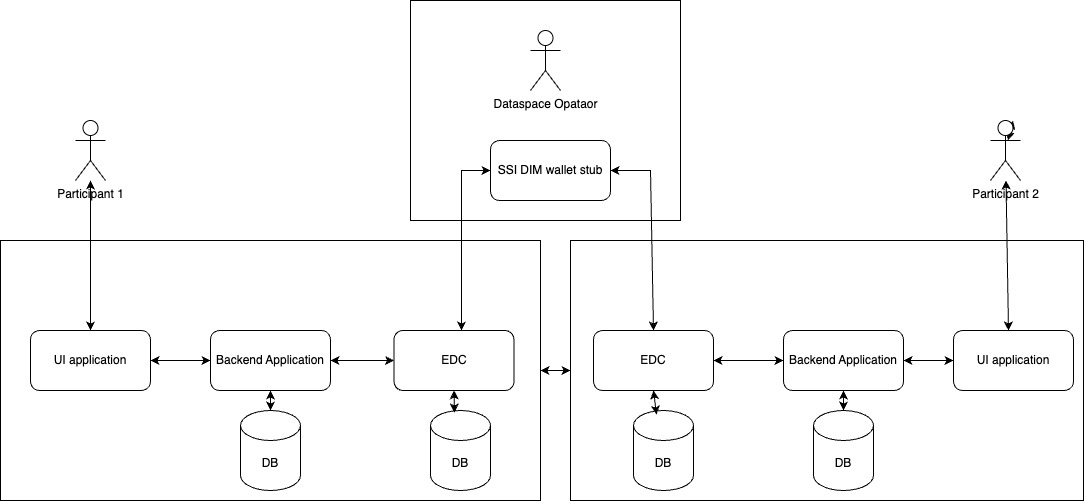 Dataspace Opataor
SSI DIM wallet stub
Participant 1
Participant 2
UI application
Backend Application
EDC
EDC
Backend Application
UI application
DB
DB
DB
DB